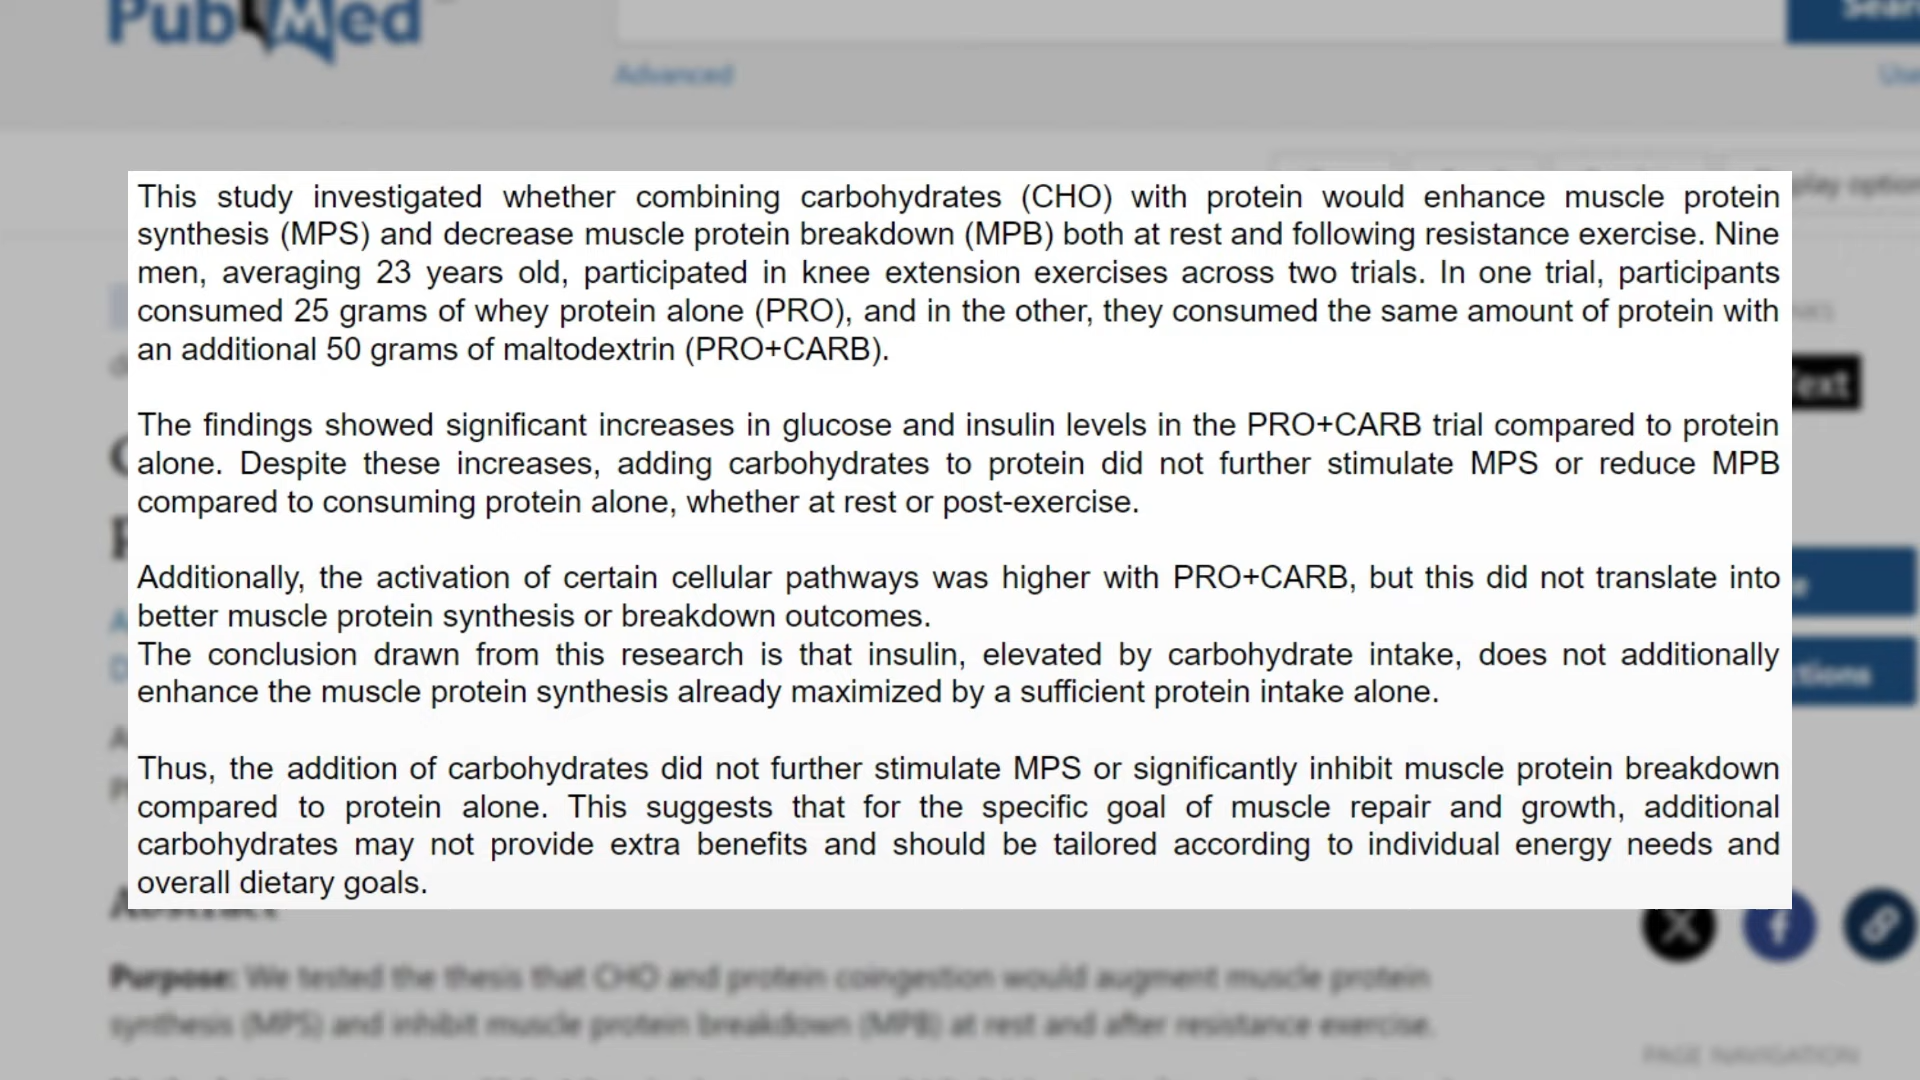 PubMed
Sear
Advanced
Use
play option
This study investigated whether combining carbohydrates (CHO) with protein would enhance muscle protein
synthesis (MPS) and decrease muscle protein breakdown (MPB) both at rest and following resistance exercise. Nine
men, averaging 23 years old, participated in knee extension exercises across two trials. In one trial, participants
consumed 25 grams of whey protein alone (PRO), and in the other, they consumed the same amount of protein with
an additional 50 grams of maltodextrin (PRO+CARB).
Text
The findings showed significant increases in glucose and insulin levels in the PRO+CARB trial compared to protein
alone. Despite these increases, adding carbohydrates to protein did not further stimulate MPS or reduce MPB
compared to consuming protein alone, whether at rest or post-exercise.
Additionally, the activation of certain cellular pathways was higher with PRO+CARB, but this did not translate into
better muscle protein synthesis or breakdown outcomes.
The conclusion drawn from this research is that insulin, elevated by carbohydrate intake, does not additionally
enhance the muscle protein synthesis already maximized by a sufficient protein intake alone.
ctions
Thus, the addition of carbohydrates did not further stimulate MPS or significantly inhibit muscle protein breakdown
compared to protein alone. This suggests that for the specific goal of muscle repair and growth, additional
carbohydrates may not provide extra benefits and should be tailored according to individual energy needs and
overall dietary goals.
Abstract
Purpose: We tested the thesis that CHO and protein coingestion would augment muscle protein
synthesis (MPS) and inhibit muscle protein breakdown (MPB) at rest and after resistance exercise.
PAGE NAVIGATION